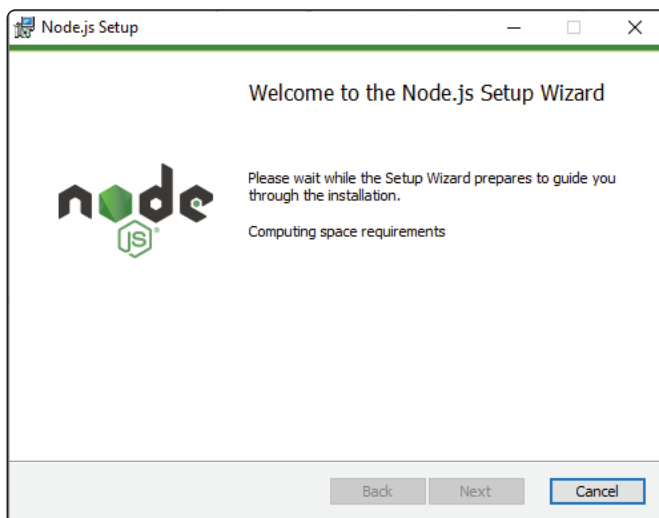 Node.js Setup
Welcome to the Node.js Setup Wizard
node
JS
Please wait while the Setup Wizard prepares to guide you
through the installation.
Computing space requirements
Back Next Cancel